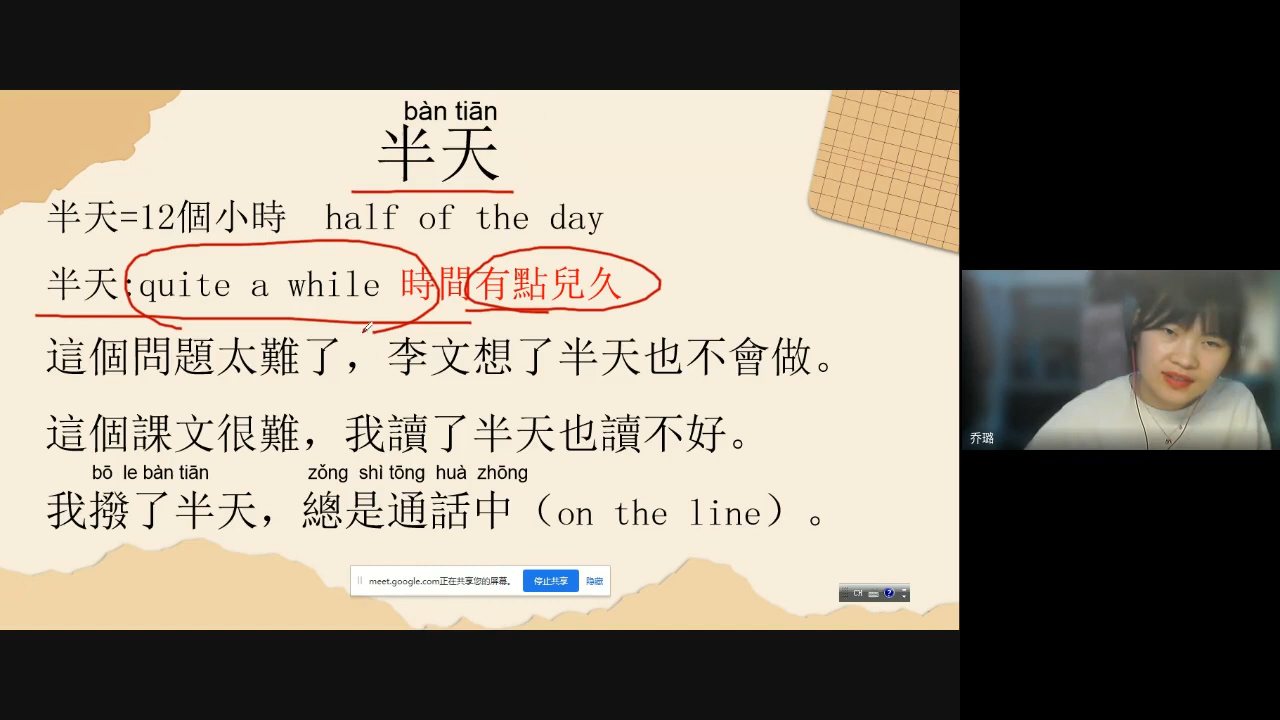 bàn tiān
半天
半天=12個小時 half of the day
半天:quite a while 時間有點兒久
這個問題太難了，李文想了半天也不會做。
這個課文很難，我讀了半天也讀不好。
bō le bàn tiān zǒng shì tōng huà zhōng
我撥了半天，總是通話中（on the line）。
meet.google.com正在共享您的屏幕。 停止共享 隐藏
CH
乔璐